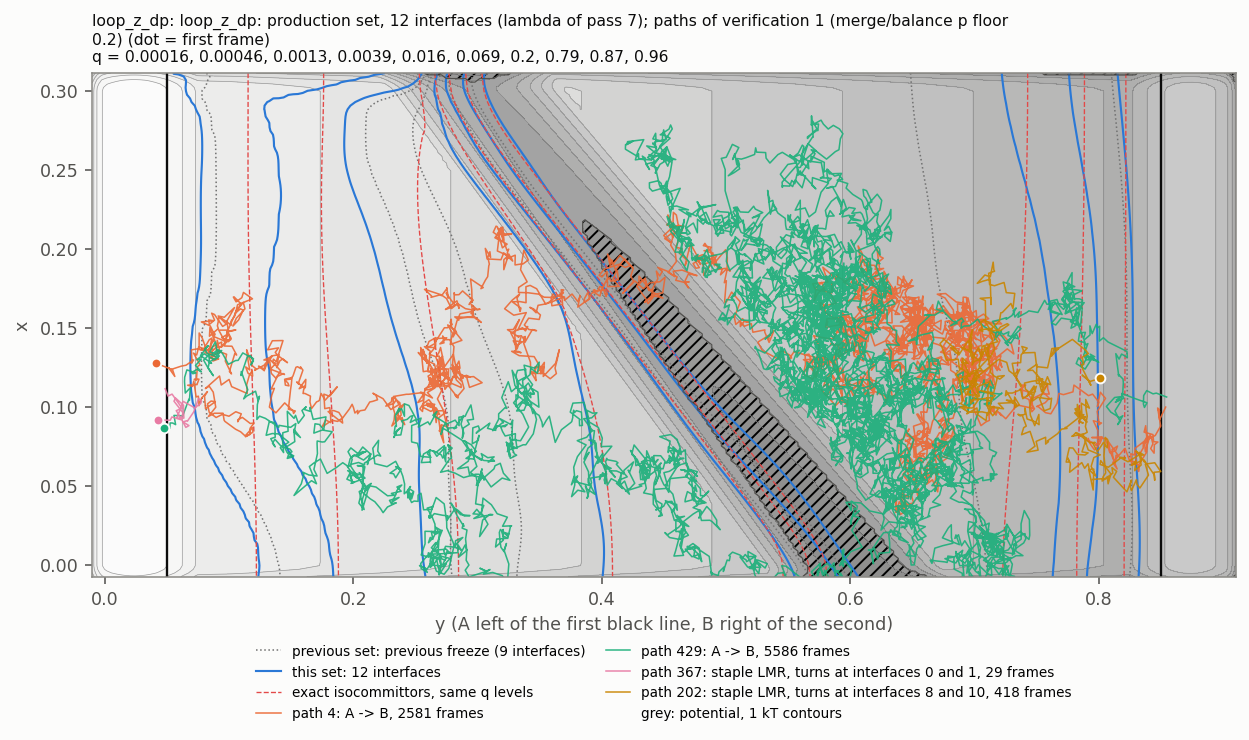 loop_z_dp: loop_z_dp: production set, 12 interfaces (lambda of pass 7); paths of verification 1 (merge/balance p floor
0.2) (dot = first frame)
q = 0.00016, 0.00046, 0.0013, 0.0039, 0.016, 0.069, 0.2, 0.79, 0.87, 0.96
0.30
0.25
0.20
0.15
0.10
0.05
0.00
x
0.0
0.2
0.4
0.6
0.8
y (A left of the first black line, B right of the second)
previous set: previous freeze (9 interfaces)
this set: 12 interfaces
exact isocommittors, same q levels
path 4: A -> B, 2581 frames
path 429: A -> B, 5586 frames
path 367: staple LMR, turns at interfaces 0 and 1, 29 frames
path 202: staple LMR, turns at interfaces 8 and 10, 418 frames
grey: potential, 1 kT contours